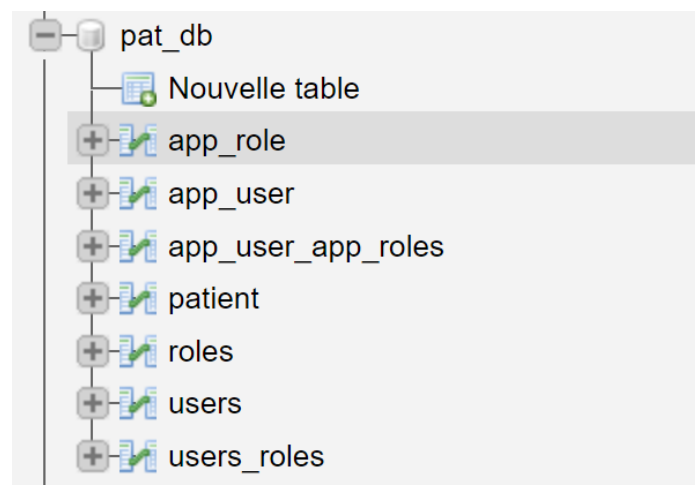 pat_db
Nouvelle table
app_role
app_user
app_user_app_roles
patient
roles
users
users_roles